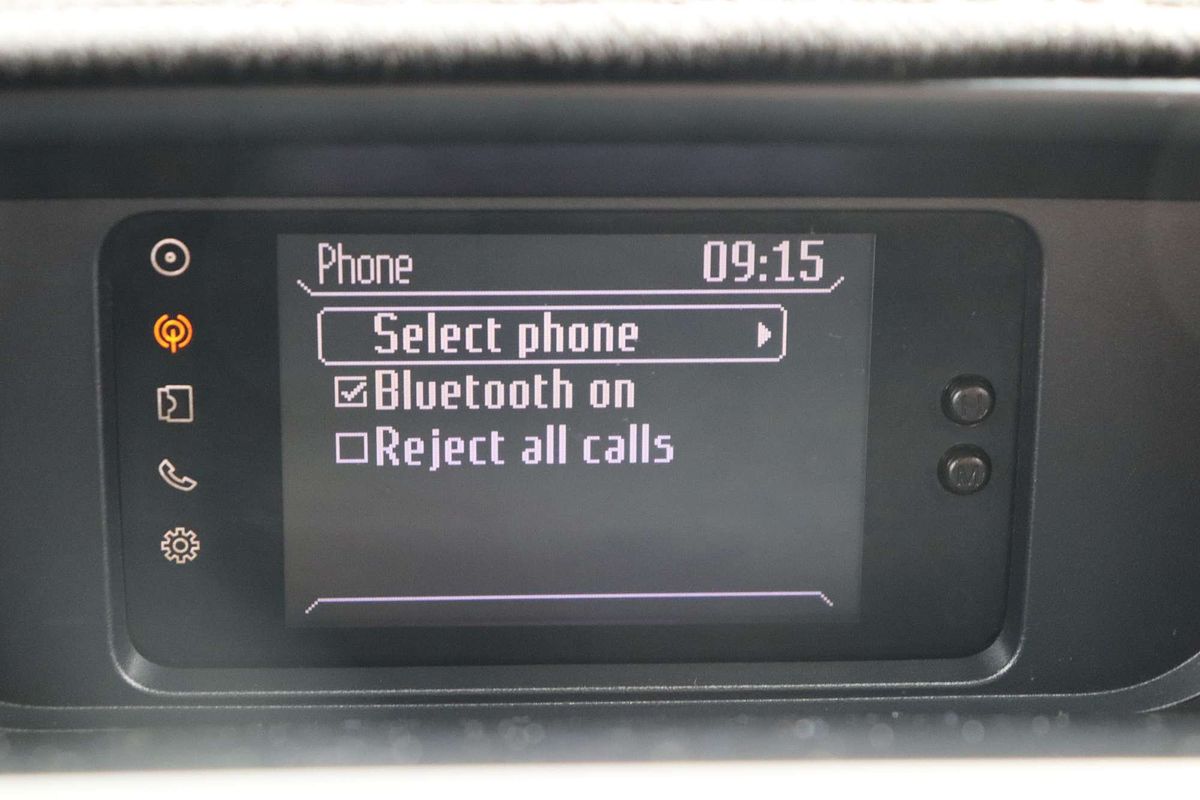 Phone 09:15
Select phone
Bluetooth on
Reject all calls
M